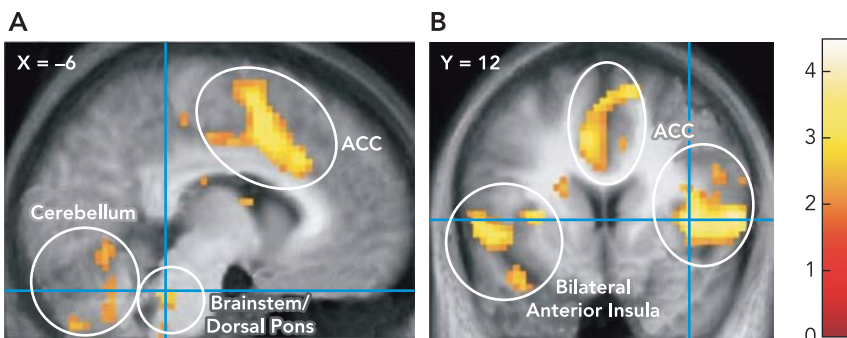 A
X = –6
ACC
Cerebellum
Brainstem/
Dorsal Pons
B
Y = 12
ACC
Bilateral
Anterior Insula
4
3
2
1
0